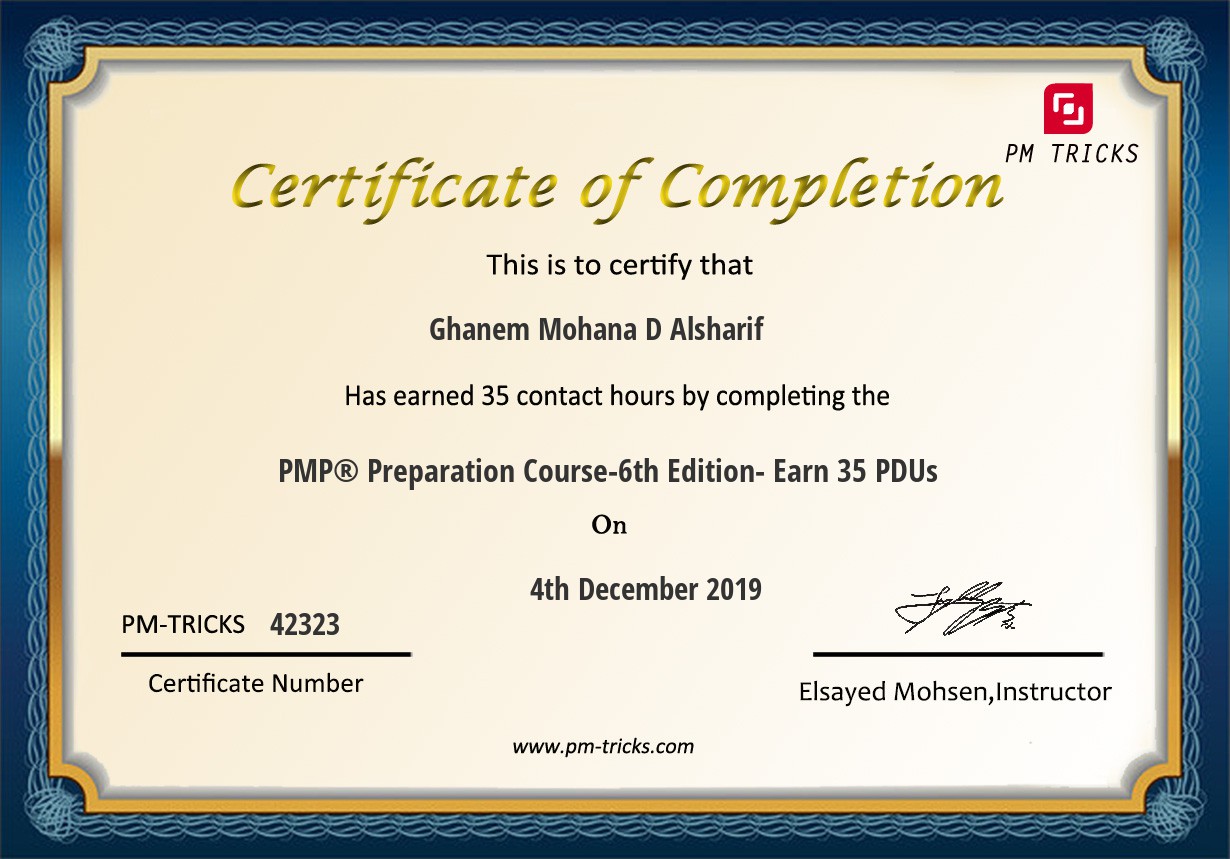 PM TRICKS
Certificate of Completion
This is to certify that
Ghanem Mohana D Alsharif
Has earned 35 contact hours by completing the
PMP® Preparation Course-6th Edition- Earn 35 PDUs
On
4th December 2019
PM-TRICKS 42323
Certificate Number
Elsayed Mohsen,Instructor
www.pm-tricks.com